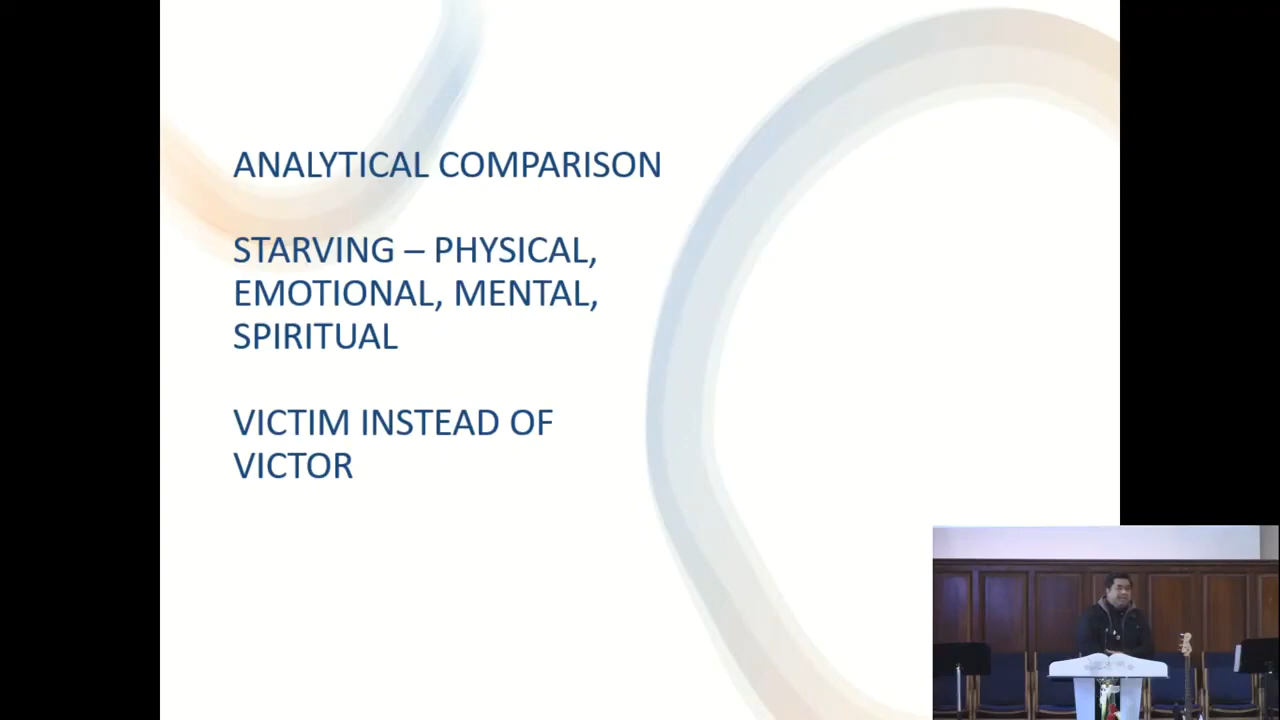 ANALYTICAL COMPARISON
STARVING – PHYSICAL,
EMOTIONAL, MENTAL,
SPIRITUAL
VICTIM INSTEAD OF
VICTOR